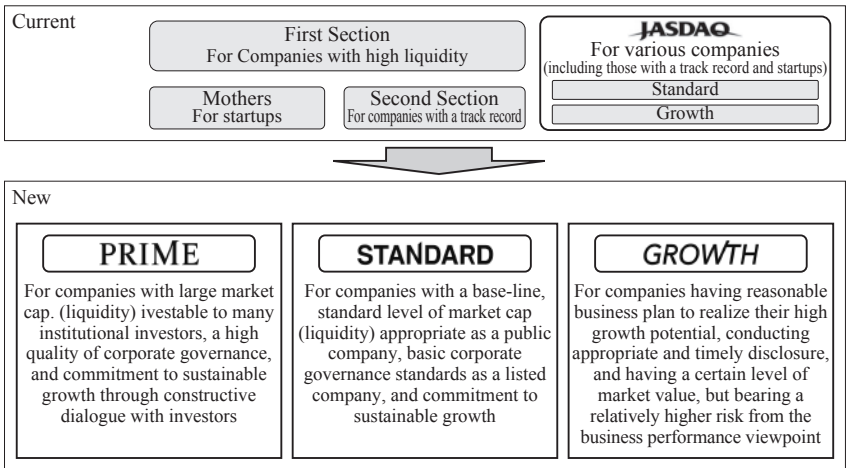 Current
First Section
For Companies with high liquidity
Mothers
For startups
Second Section
For companies with a track record
JASDAQ
For various companies
(including those with a track record and startups)
Standard
Growth
New
PRIME
For companies with large market
cap. (liquidity) ivestable to many
institutional investors, a high
quality of corporate governance,
and commitment to sustainable
growth through constructive
dialogue with investors
STANDARD
For companies with a base-line,
standard level of market cap
(liquidity) appropriate as a public
company, basic corporate
governance standards as a listed
company, and commitment to
sustainable growth
GROWTH
For companies having reasonable
business plan to realize their high
growth potential, conducting
appropriate and timely disclosure,
and having a certain level of
market value, but bearing a
relatively higher risk from the
business performance viewpoint